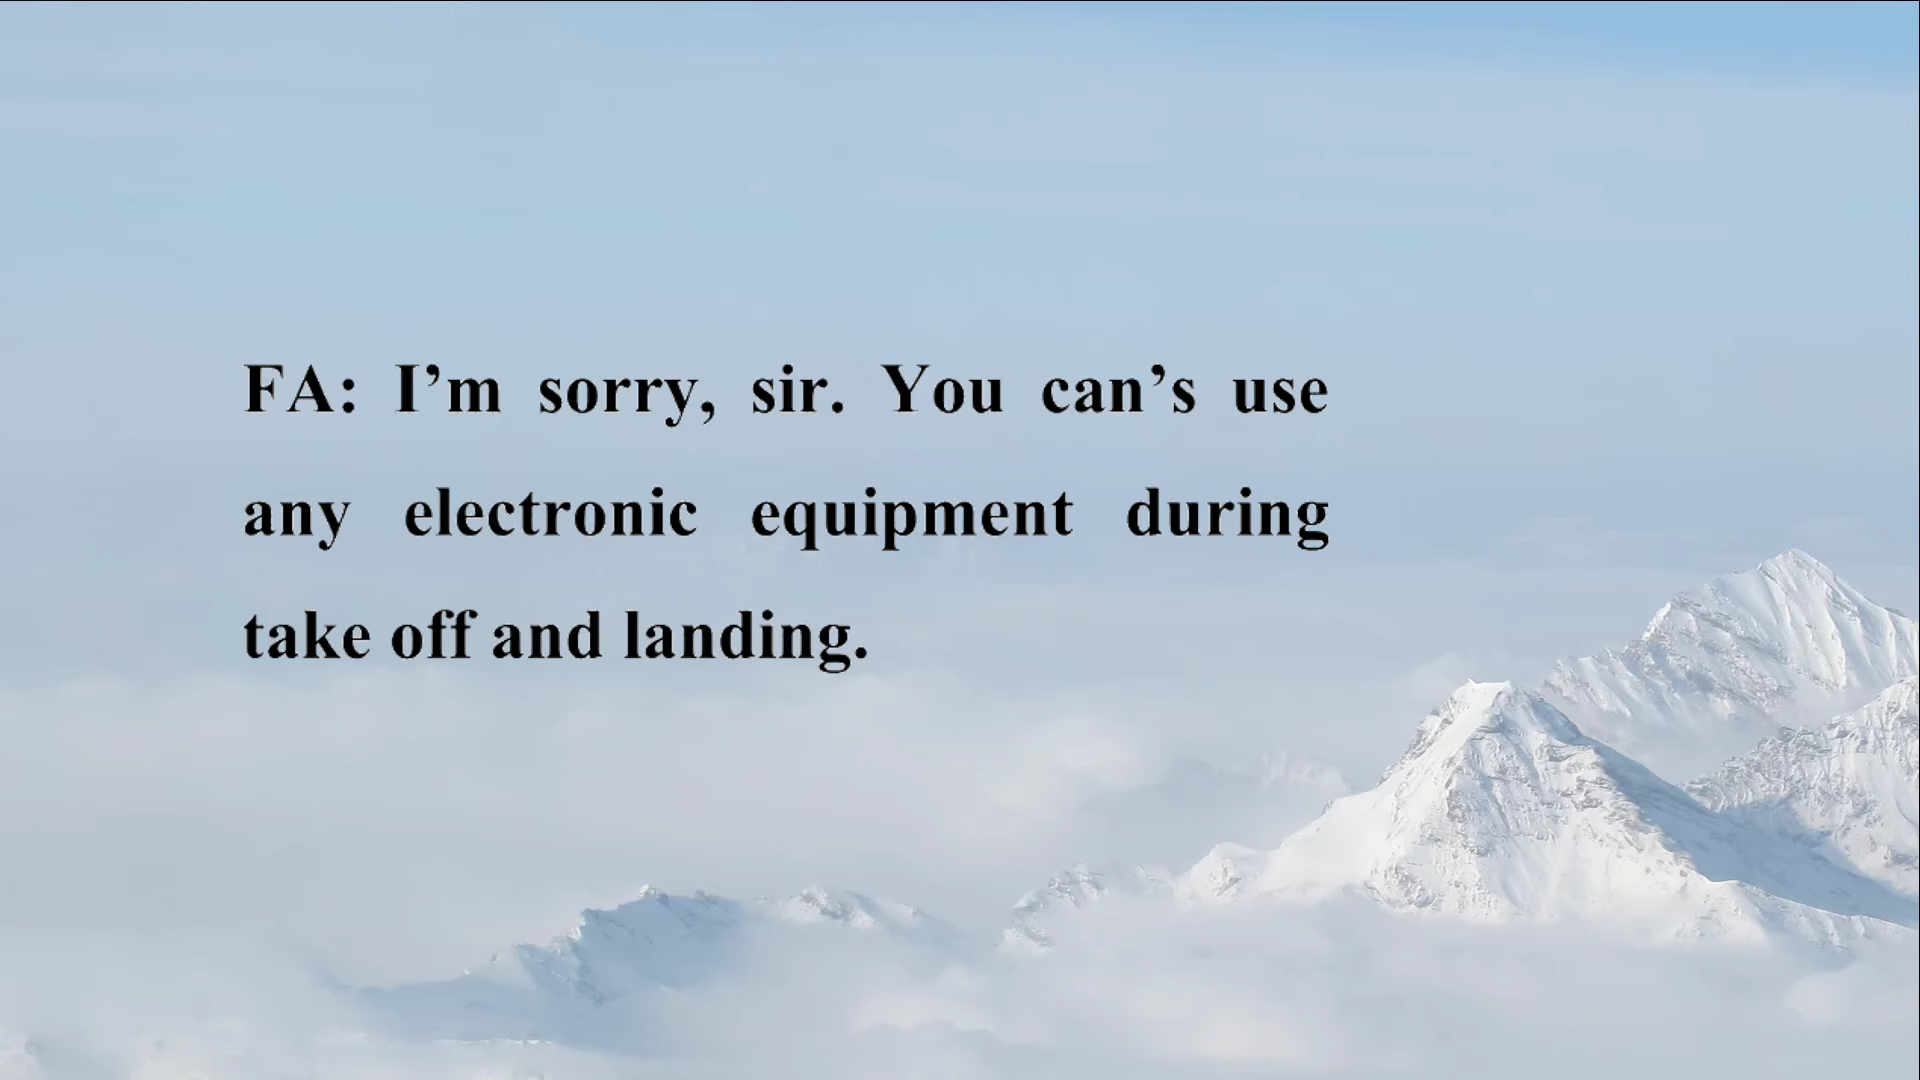 FA: I’m sorry, sir. You can’s use
any electronic equipment during
take off and landing.